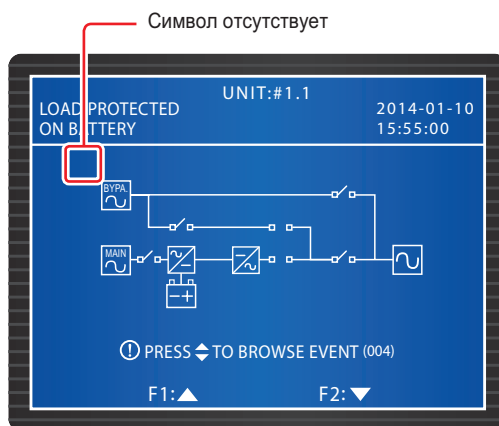 Символ отсутствует
UNIT:#1.1
LOAD PROTECTED
ON BATTERY
2014-01-10
15:55:00
BYPA.
MAIN
PRESS TO BROWSE EVENT (004)
F1: F2: